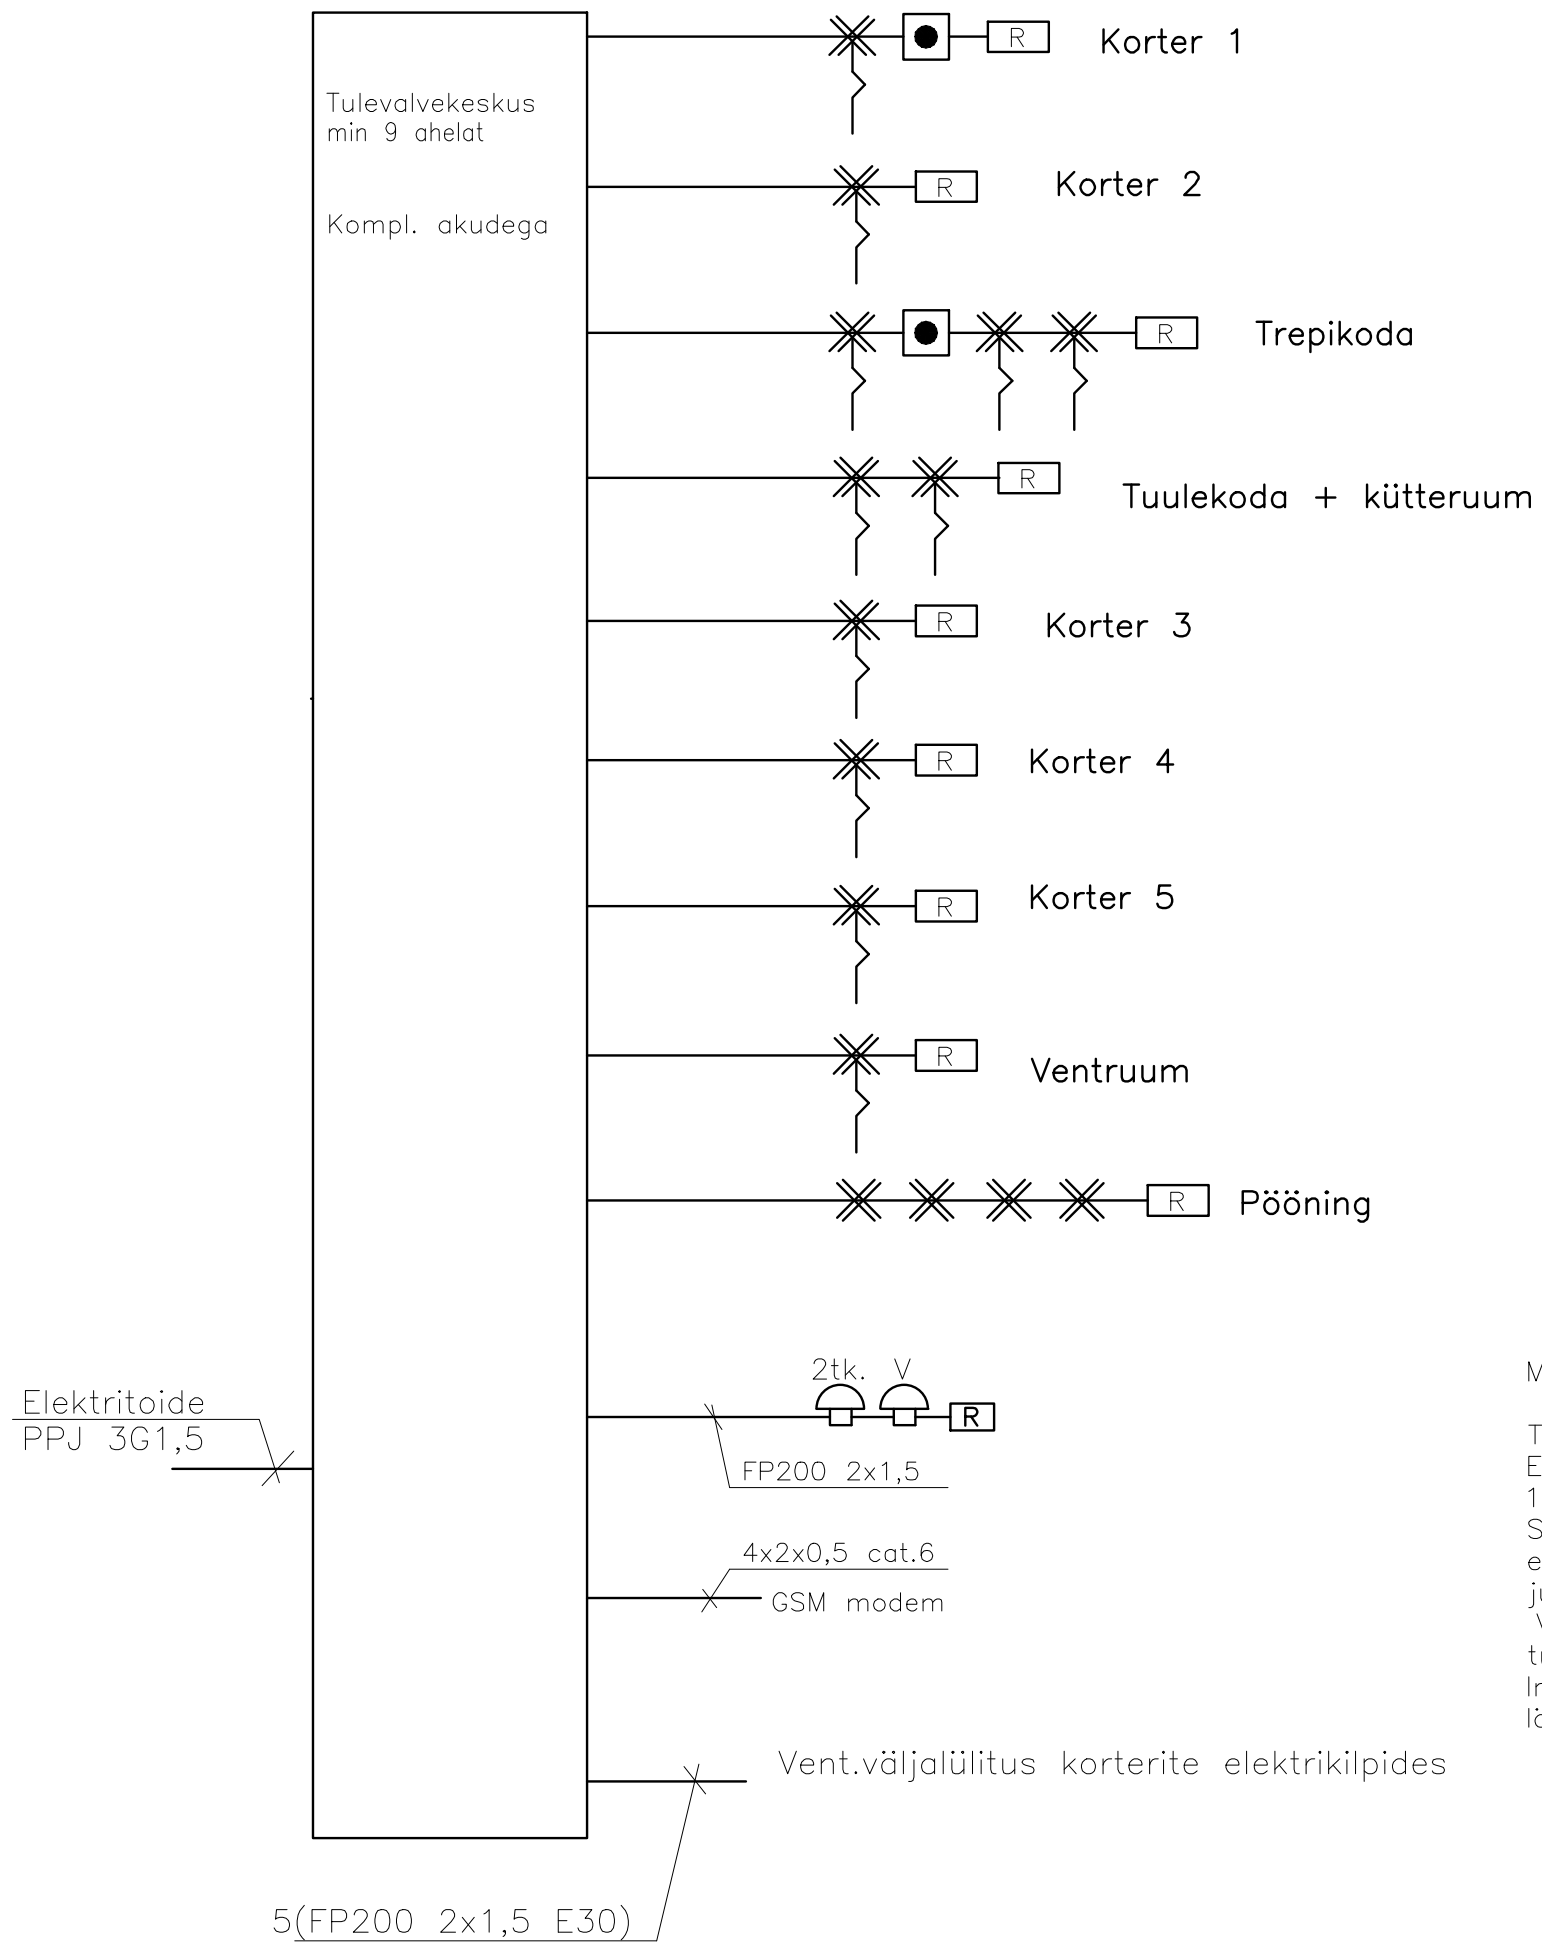 R Korter 1
Tulevalvekeskus
min 9 ahelat
R Korter 2
Kompl. akudega
R Trepikoda
R Tuulekoda + kütteruum
R Korter 3
R Korter 4
R Korter 5
R Ventruum
R Pööning
2tk. V
R
Elektritoide
PPJ 3G1,5
FP200 2x1,5
4x2x0,5 cat.6
GSM modem
Vent.väljalülitus korterite elektrikilpides
5(FP200 2x1,5 E30)